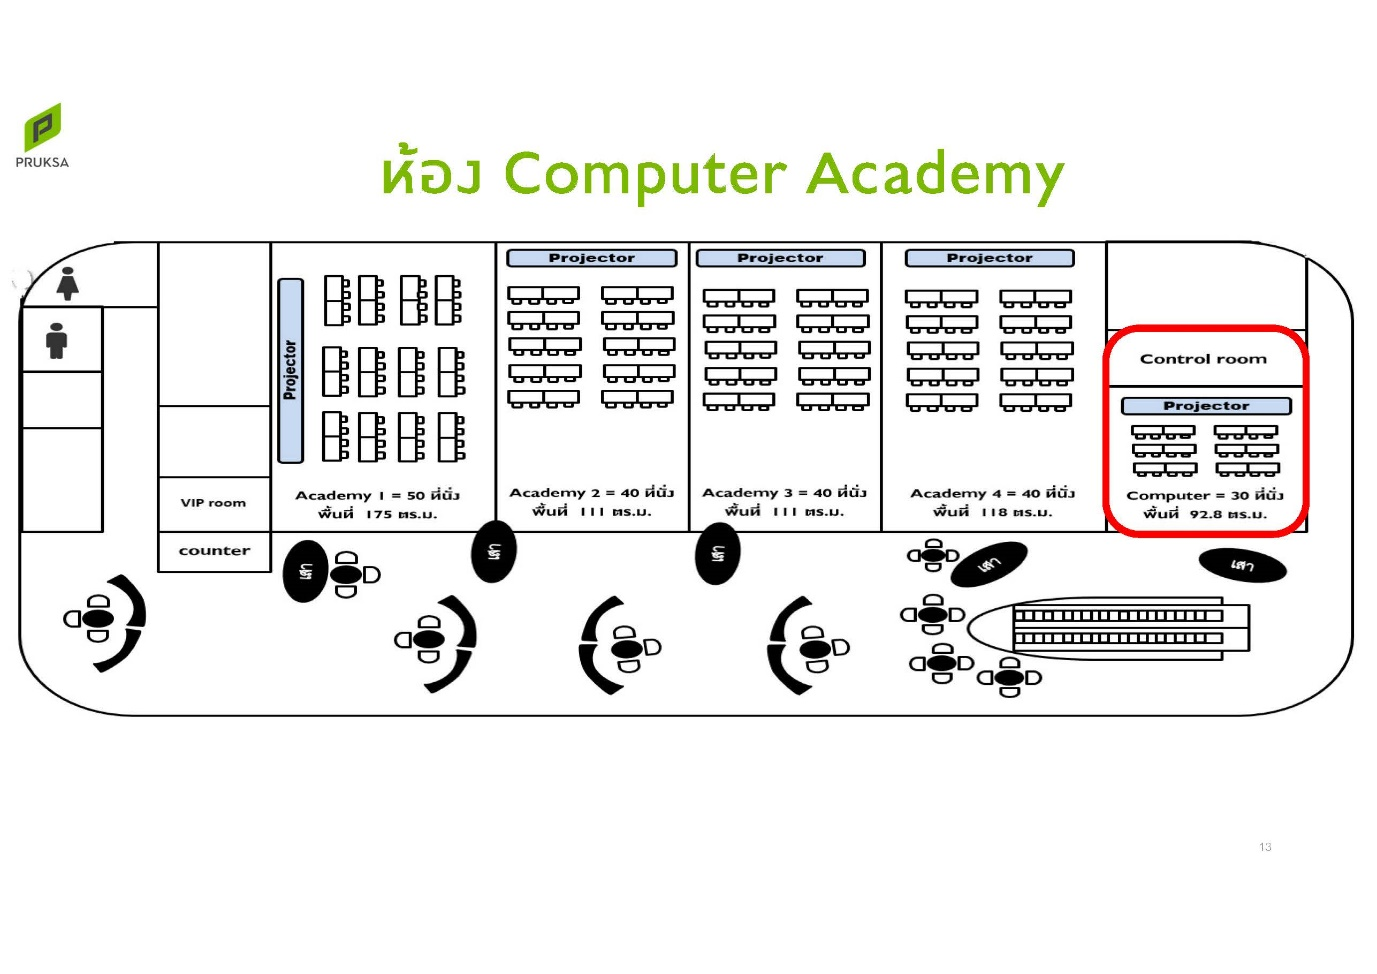 PRUKSA
ห้อง Computer Academy
Projector
Projector
Projector
Projector
Control room
Projector
VIP room
counter
Academy 1 = 50 ที่นั่ง
พื้นที่ 175 ตร.ม.
Academy 2 = 40 ที่นั่ง
พื้นที่ 111 ตร.ม.
Academy 3 = 40 ที่นั่ง
พื้นที่ 111 ตร.ม.
Academy 4 = 40 ที่นั่ง
พื้นที่ 118 ตร.ม.
Computer = 30 ที่นั่ง
พื้นที่ 92.8 ตร.ม.
เสา
เสา
เสา
เสา
เสา
13